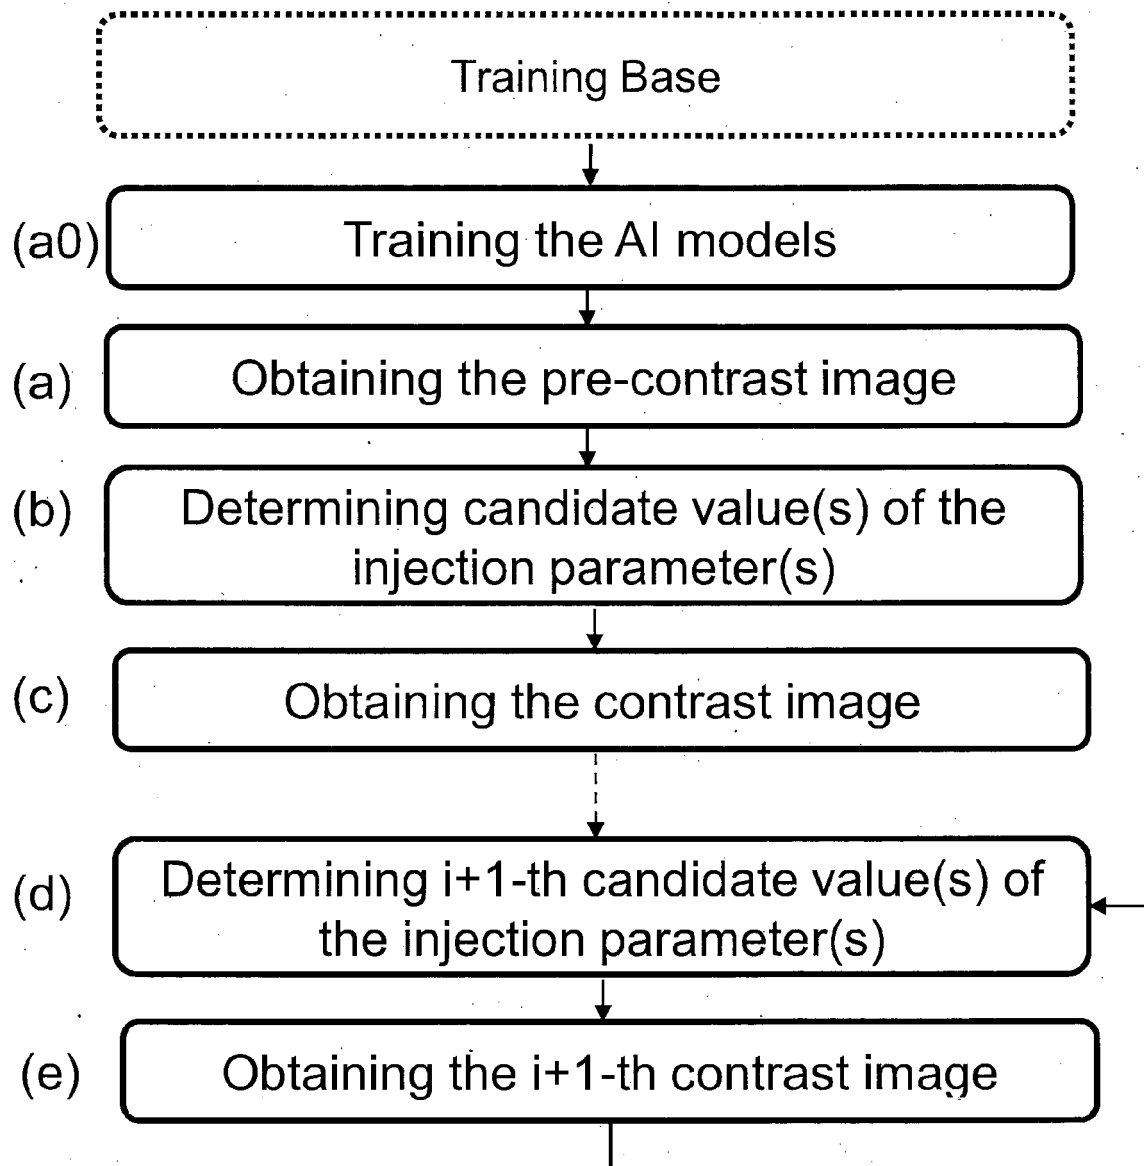 Training Base
(a0) Training the AI models
(a) Obtaining the pre-contrast image
(b) Determining candidate value(s) of the
injection parameter(s)
(c) Obtaining the contrast image
(d) Determining i+1-th candidate value(s) of
the injection parameter(s)
(e) Obtaining the i+1-th contrast image